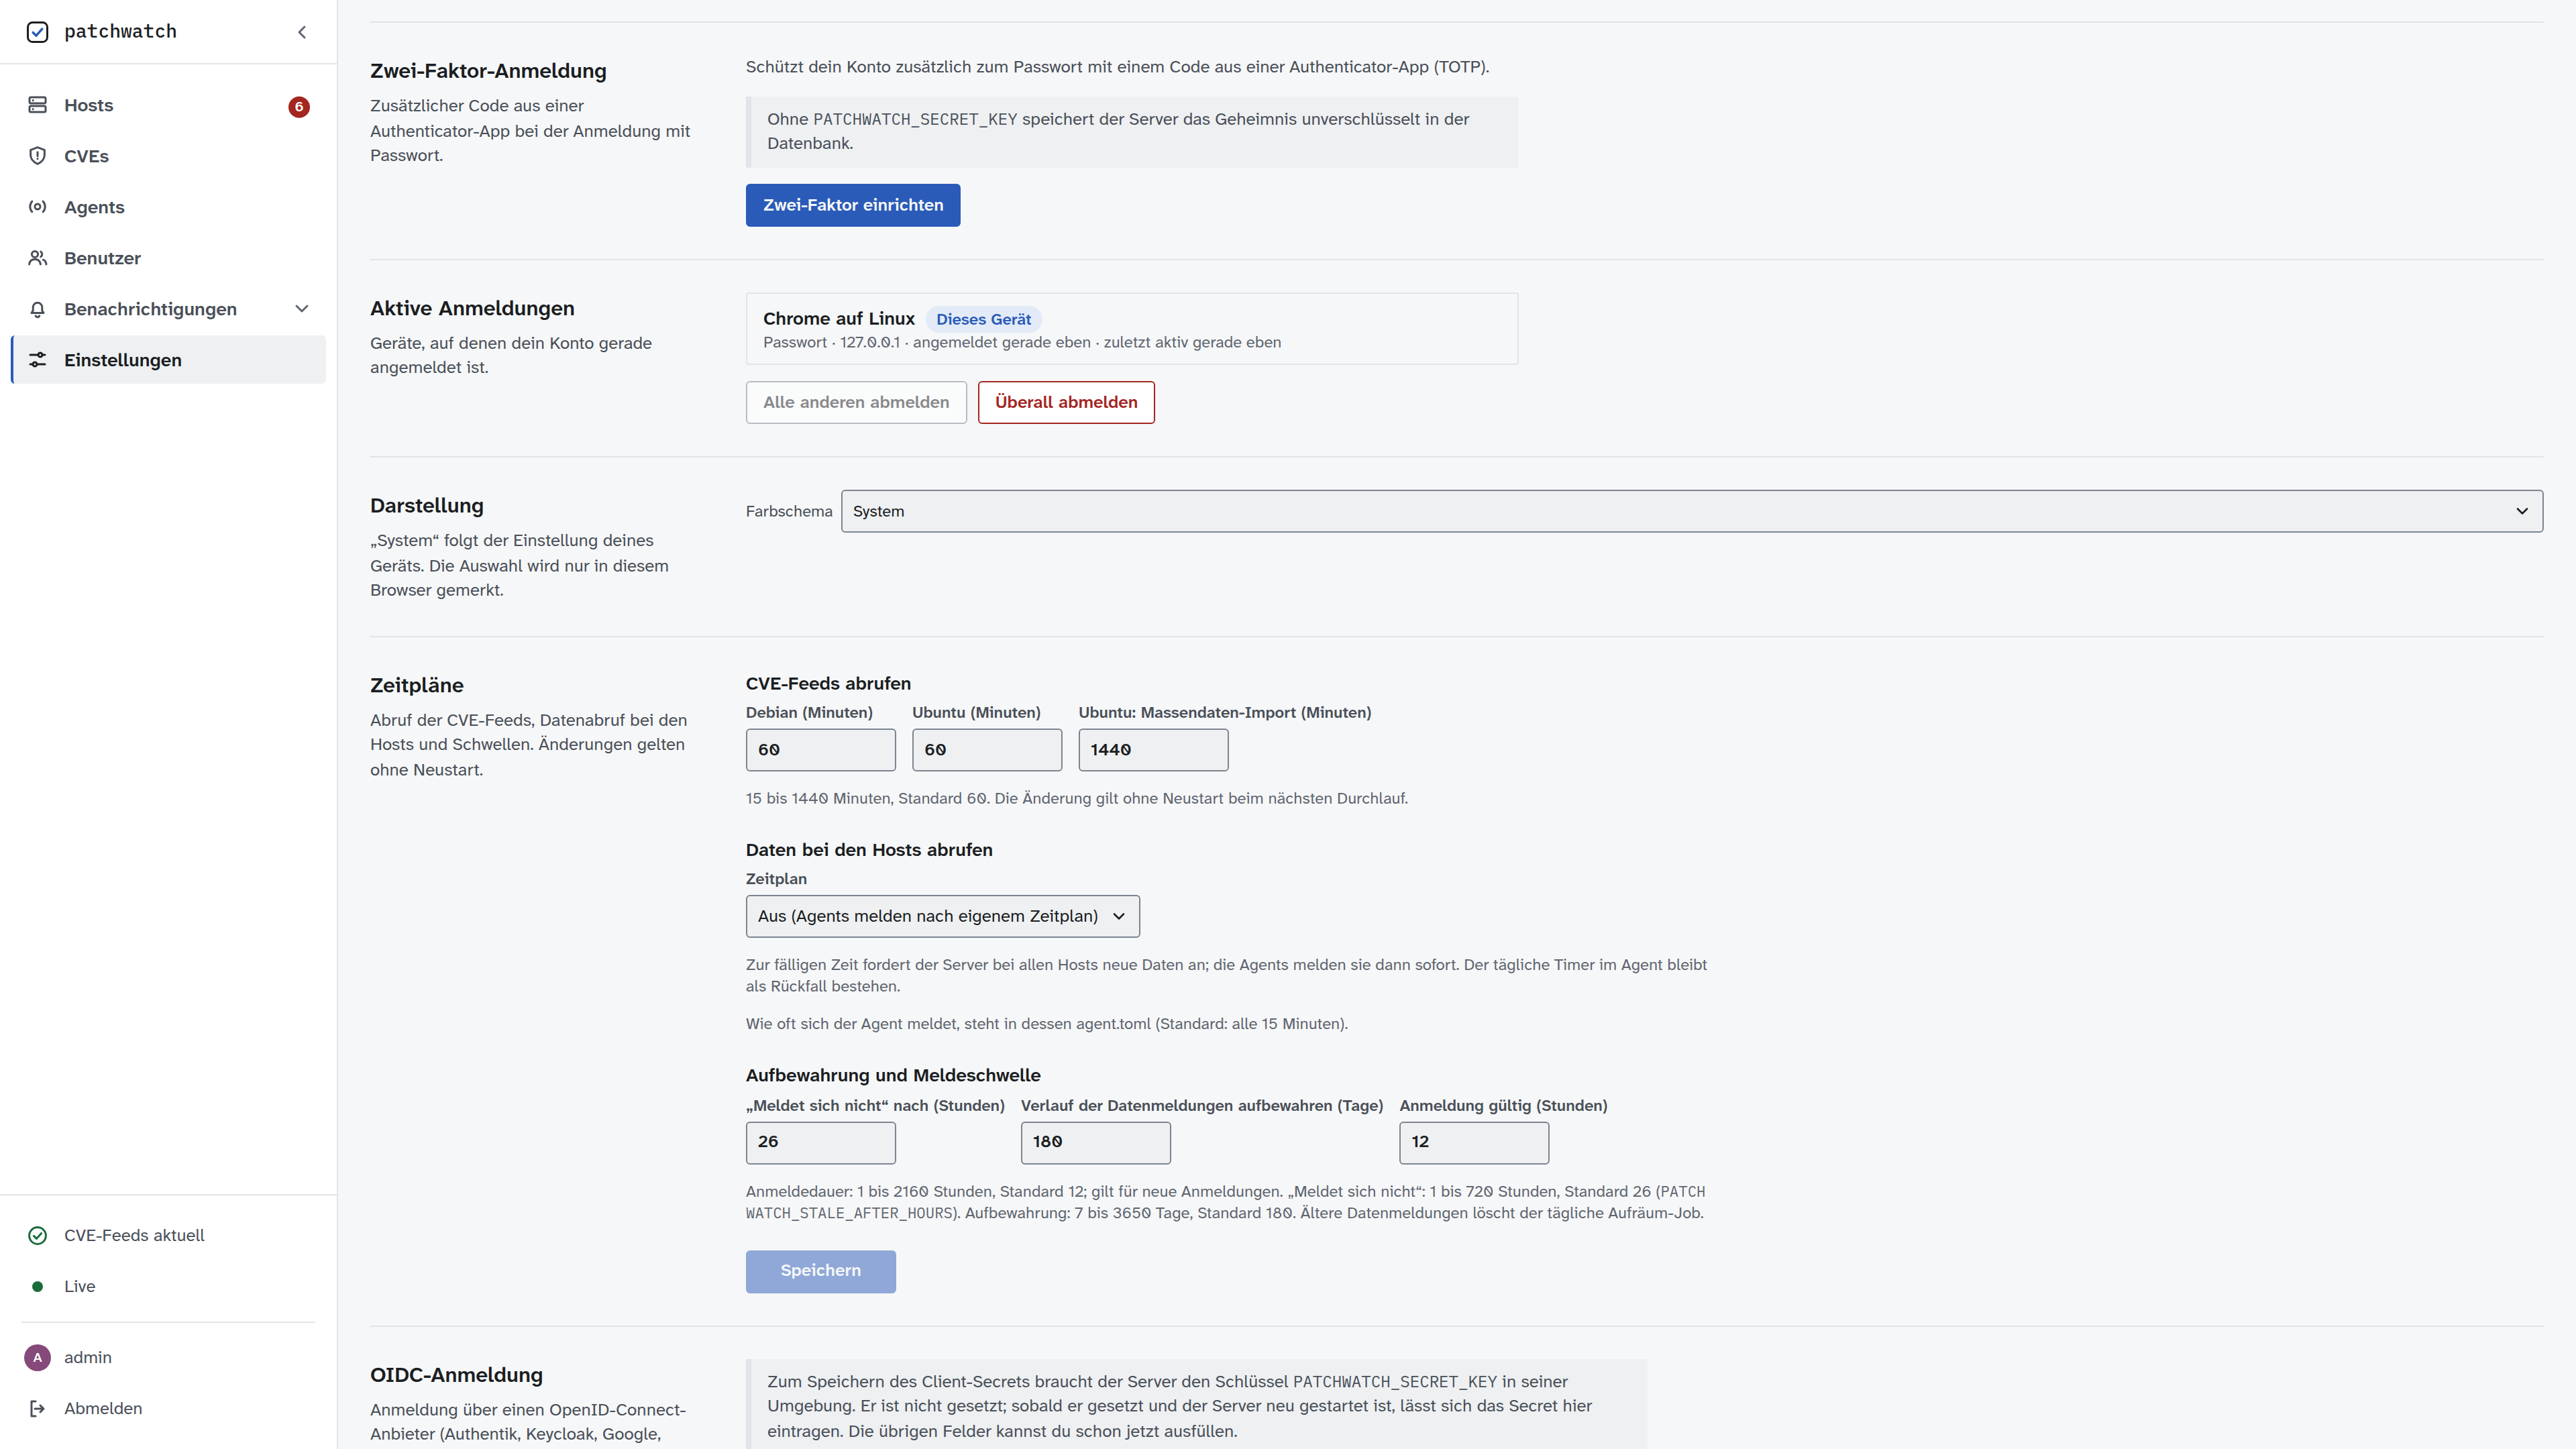 patchwatch
Hosts
6
CVEs
Agents
Benutzer
Benachrichtigungen
Einstellungen
CVE-Feeds aktuell
Live
A
admin
Abmelden
Zwei-Faktor-Anmeldung
Zusätzlicher Code aus einer
Authenticator-App bei der Anmeldung mit
Passwort.
Schützt dein Konto zusätzlich zum Passwort mit einem Code aus einer Authenticator-App (TOTP).
Ohne PATCHWATCH_SECRET_KEY speichert der Server das Geheimnis unverschlüsselt in der
Datenbank.
Zwei-Faktor einrichten
Aktive Anmeldungen
Geräte, auf denen dein Konto gerade
angemeldet ist.
Chrome auf Linux Dieses Gerät
Passwort · 127.0.0.1 · angemeldet gerade eben · zuletzt aktiv gerade eben
Alle anderen abmelden Überall abmelden
Darstellung
„System“ folgt der Einstellung deines
Geräts. Die Auswahl wird nur in diesem
Browser gemerkt.
Farbschema System
Zeitpläne
Abruf der CVE-Feeds, Datenabruf bei den
Hosts und Schwellen. Änderungen gelten
ohne Neustart.
CVE-Feeds abrufen
Debian (Minuten) Ubuntu (Minuten) Ubuntu: Massendaten-Import (Minuten)
60 60 1440
15 bis 1440 Minuten, Standard 60. Die Änderung gilt ohne Neustart beim nächsten Durchlauf.
Daten bei den Hosts abrufen
Zeitplan
Aus (Agents melden nach eigenem Zeitplan)
Zur fälligen Zeit fordert der Server bei allen Hosts neue Daten an; die Agents melden sie dann sofort. Der tägliche Timer im Agent bleibt
als Rückfall bestehen.
Wie oft sich der Agent meldet, steht in dessen agent.toml (Standard: alle 15 Minuten).
Aufbewahrung und Meldeschwelle
„Meldet sich nicht“ nach (Stunden) Verlauf der Datenmeldungen aufbewahren (Tage) Anmeldung gültig (Stunden)
26 180 12
Anmeldedauer: 1 bis 2160 Stunden, Standard 12; gilt für neue Anmeldungen. „Meldet sich nicht“: 1 bis 720 Stunden, Standard 26 (PATCH
WATCH_STALE_AFTER_HOURS). Aufbewahrung: 7 bis 3650 Tage, Standard 180. Ältere Datenmeldungen löscht der tägliche Aufräum-Job.
Speichern
OIDC-Anmeldung
Anmeldung über einen OpenID-Connect-
Anbieter (Authentik, Keycloak, Google,
Zum Speichern des Client-Secrets braucht der Server den Schlüssel PATCHWATCH_SECRET_KEY in seiner
Umgebung. Er ist nicht gesetzt; sobald er gesetzt und der Server neu gestartet ist, lässt sich das Secret hier
eintragen. Die übrigen Felder kannst du schon jetzt ausfüllen.